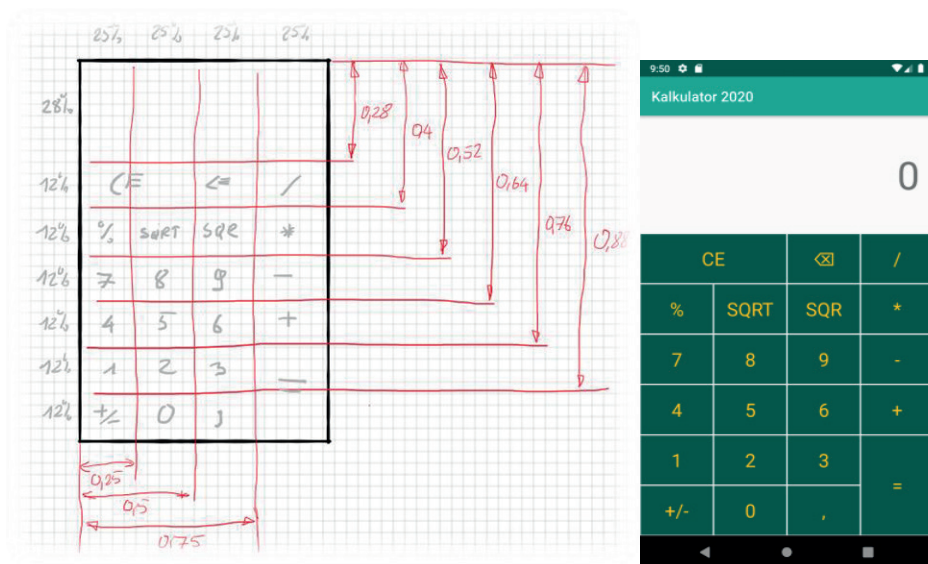 25% 25% 25% 25%
28%
0,28
0,4
0,52
0,64
0,76
0,88
12% CE <= /
12% % SQRT SQR *
12% 7 8 9 -
12% 4 5 6 +
12% 1 2 3 =
12% +/- 0 ,
0,25
0,5
0,75
9:50
Kalkulator 2020
0
CE /
% SQRT SQR *
7 8 9 -
4 5 6 +
1 2 3
=
+/- 0 ,